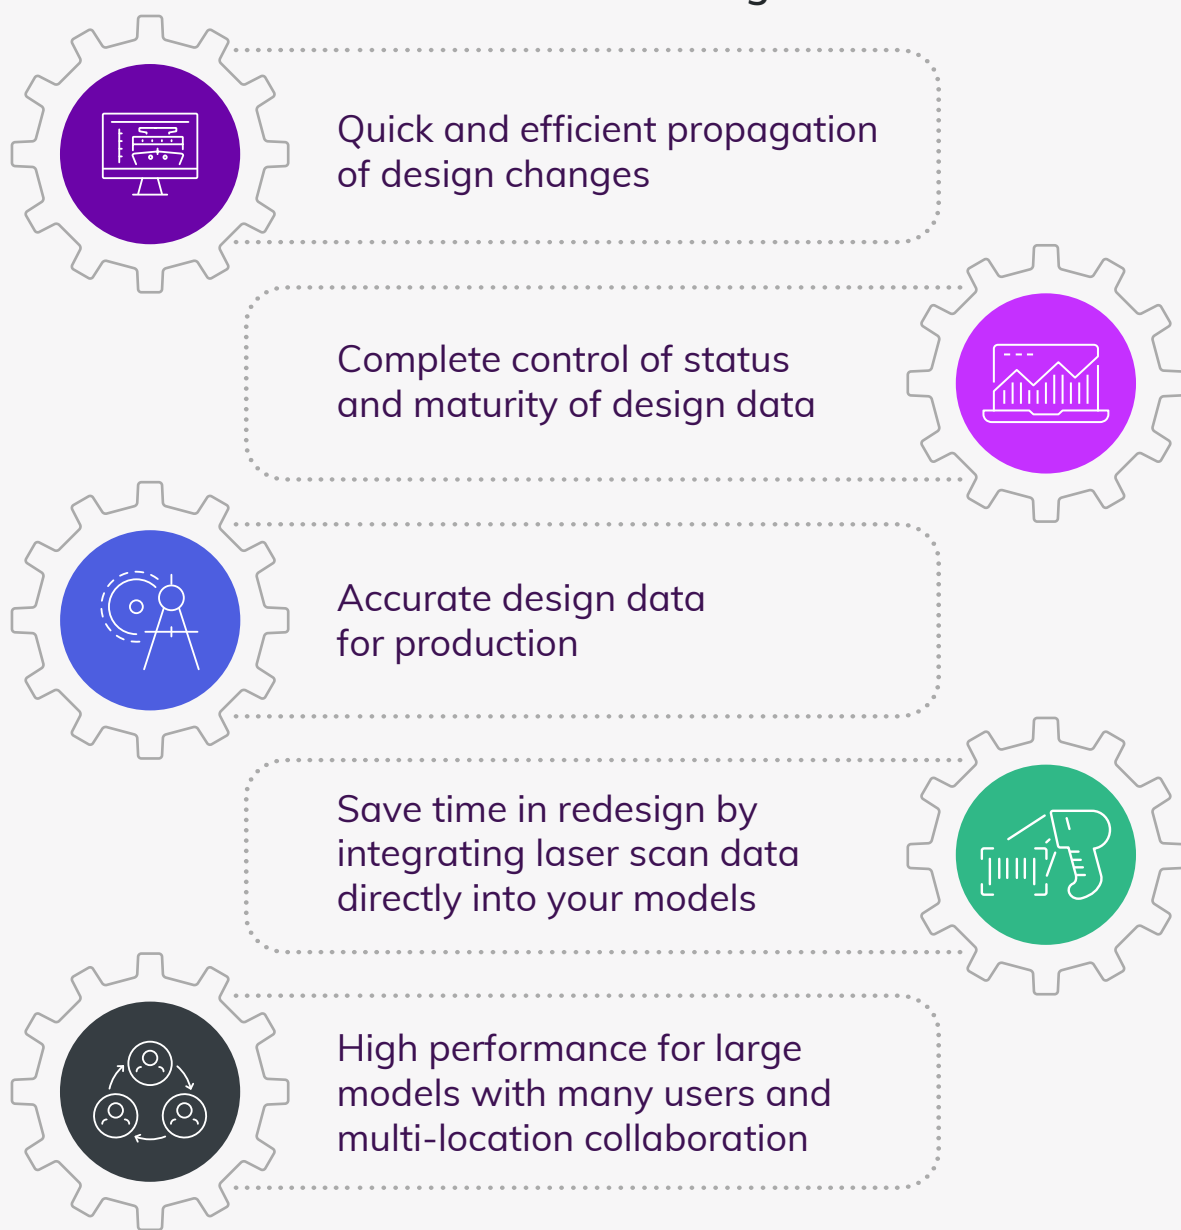 Quick and efficient propagation
of design changes
Complete control of status
and maturity of design data
Accurate design data
for production
Save time in redesign by
integrating laser scan data
directly into your models
High performance for large
models with many users and
multi-location collaboration